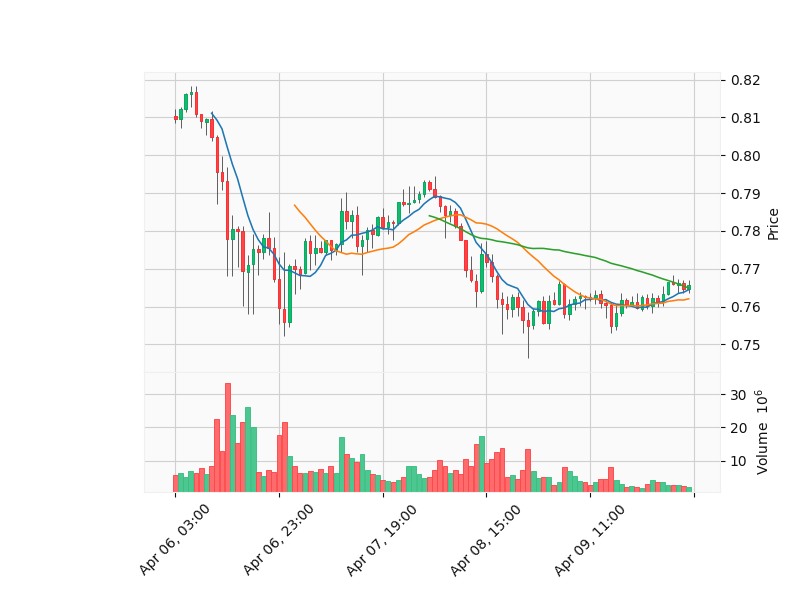 0.82
0.81
0.80
0.79
0.78
0.77
0.76
0.75
Price
30
20
10
Volume 10⁶
Apr 06, 03:00
Apr 06, 23:00
Apr 07, 19:00
Apr 08, 15:00
Apr 09, 11:00